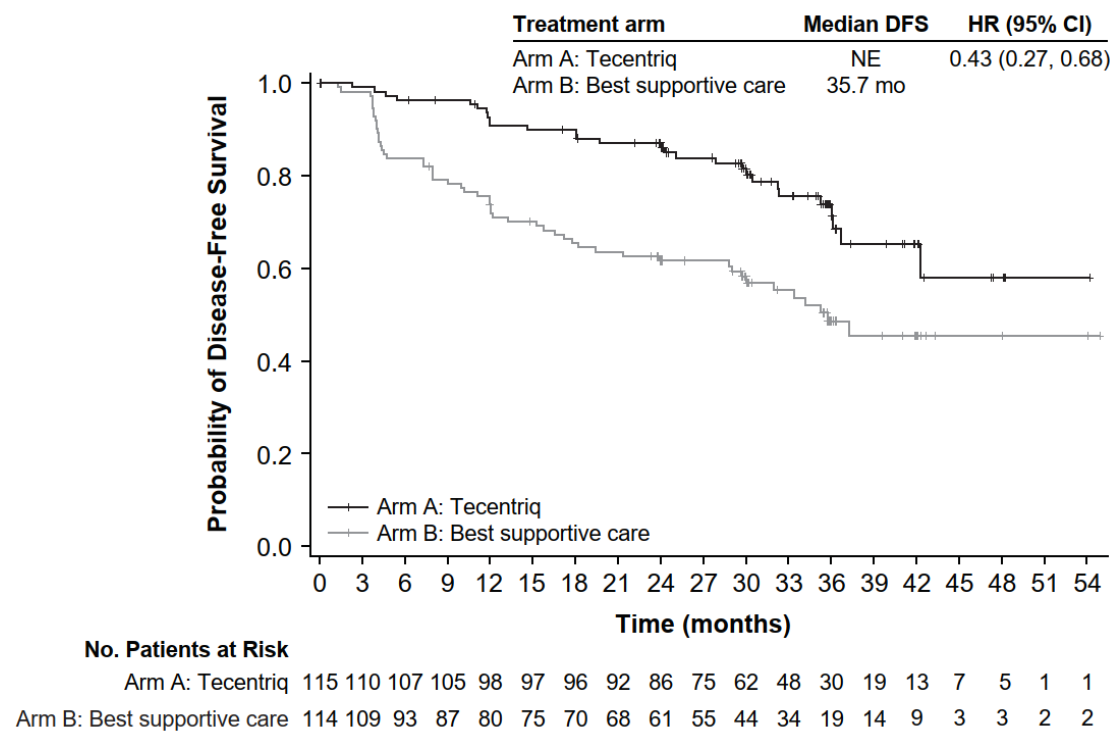 Treatment arm Median DFS HR (95% CI)
Arm A: Tecentriq NE 0.43 (0.27, 0.68)
Arm B: Best supportive care 35.7 mo
Probability of Disease-Free Survival
1.0
0.8
0.6
0.4
0.2
0.0
Arm A: Tecentriq
Arm B: Best supportive care
0 3 6 9 12 15 18 21 24 27 30 33 36 39 42 45 48 51 54
Time (months)
No. Patients at Risk
Arm A: Tecentriq 115 110 107 105 98 97 96 92 86 75 62 48 30 19 13 7 5 1 1
Arm B: Best supportive care 114 109 93 87 80 75 70 68 61 55 44 34 19 14 9 3 3 2 2